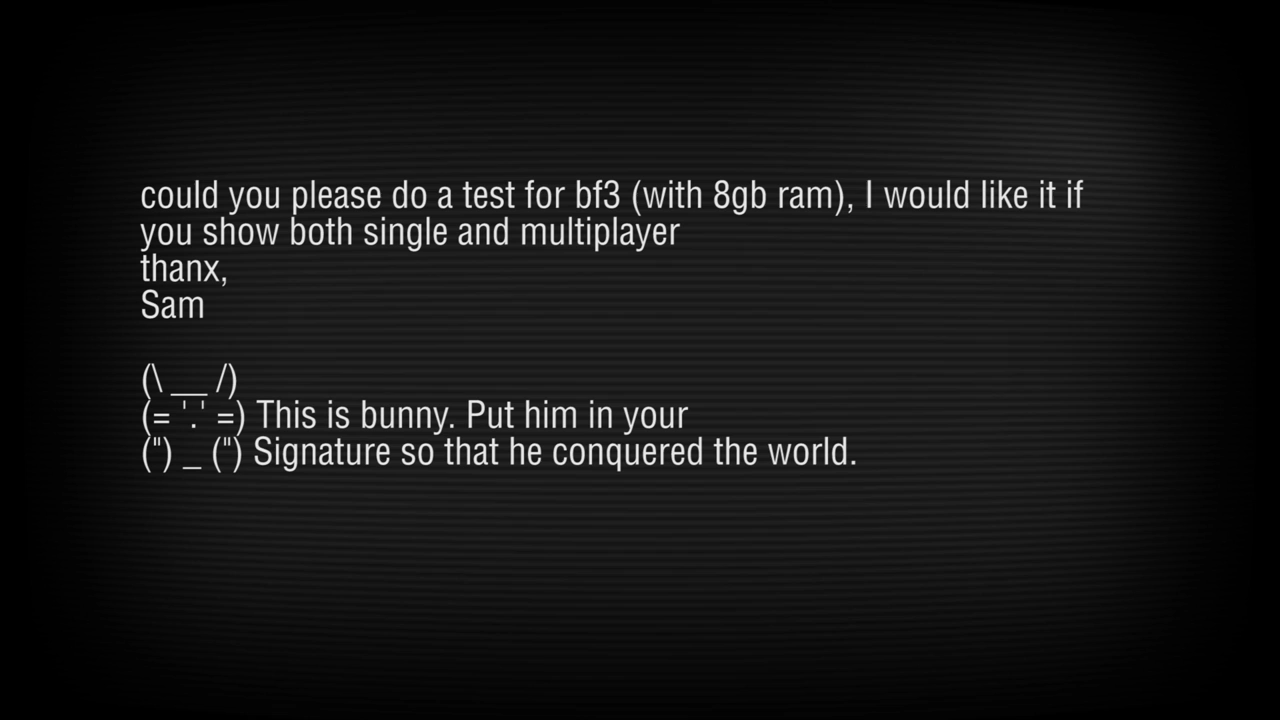 could you please do a test for bf3 (with 8gb ram), I would like it if
you show both single and multiplayer
thanx,
Sam
(\ __ /)
(= '.' =) This is bunny. Put him in your
(") _ (") Signature so that he conquered the world.